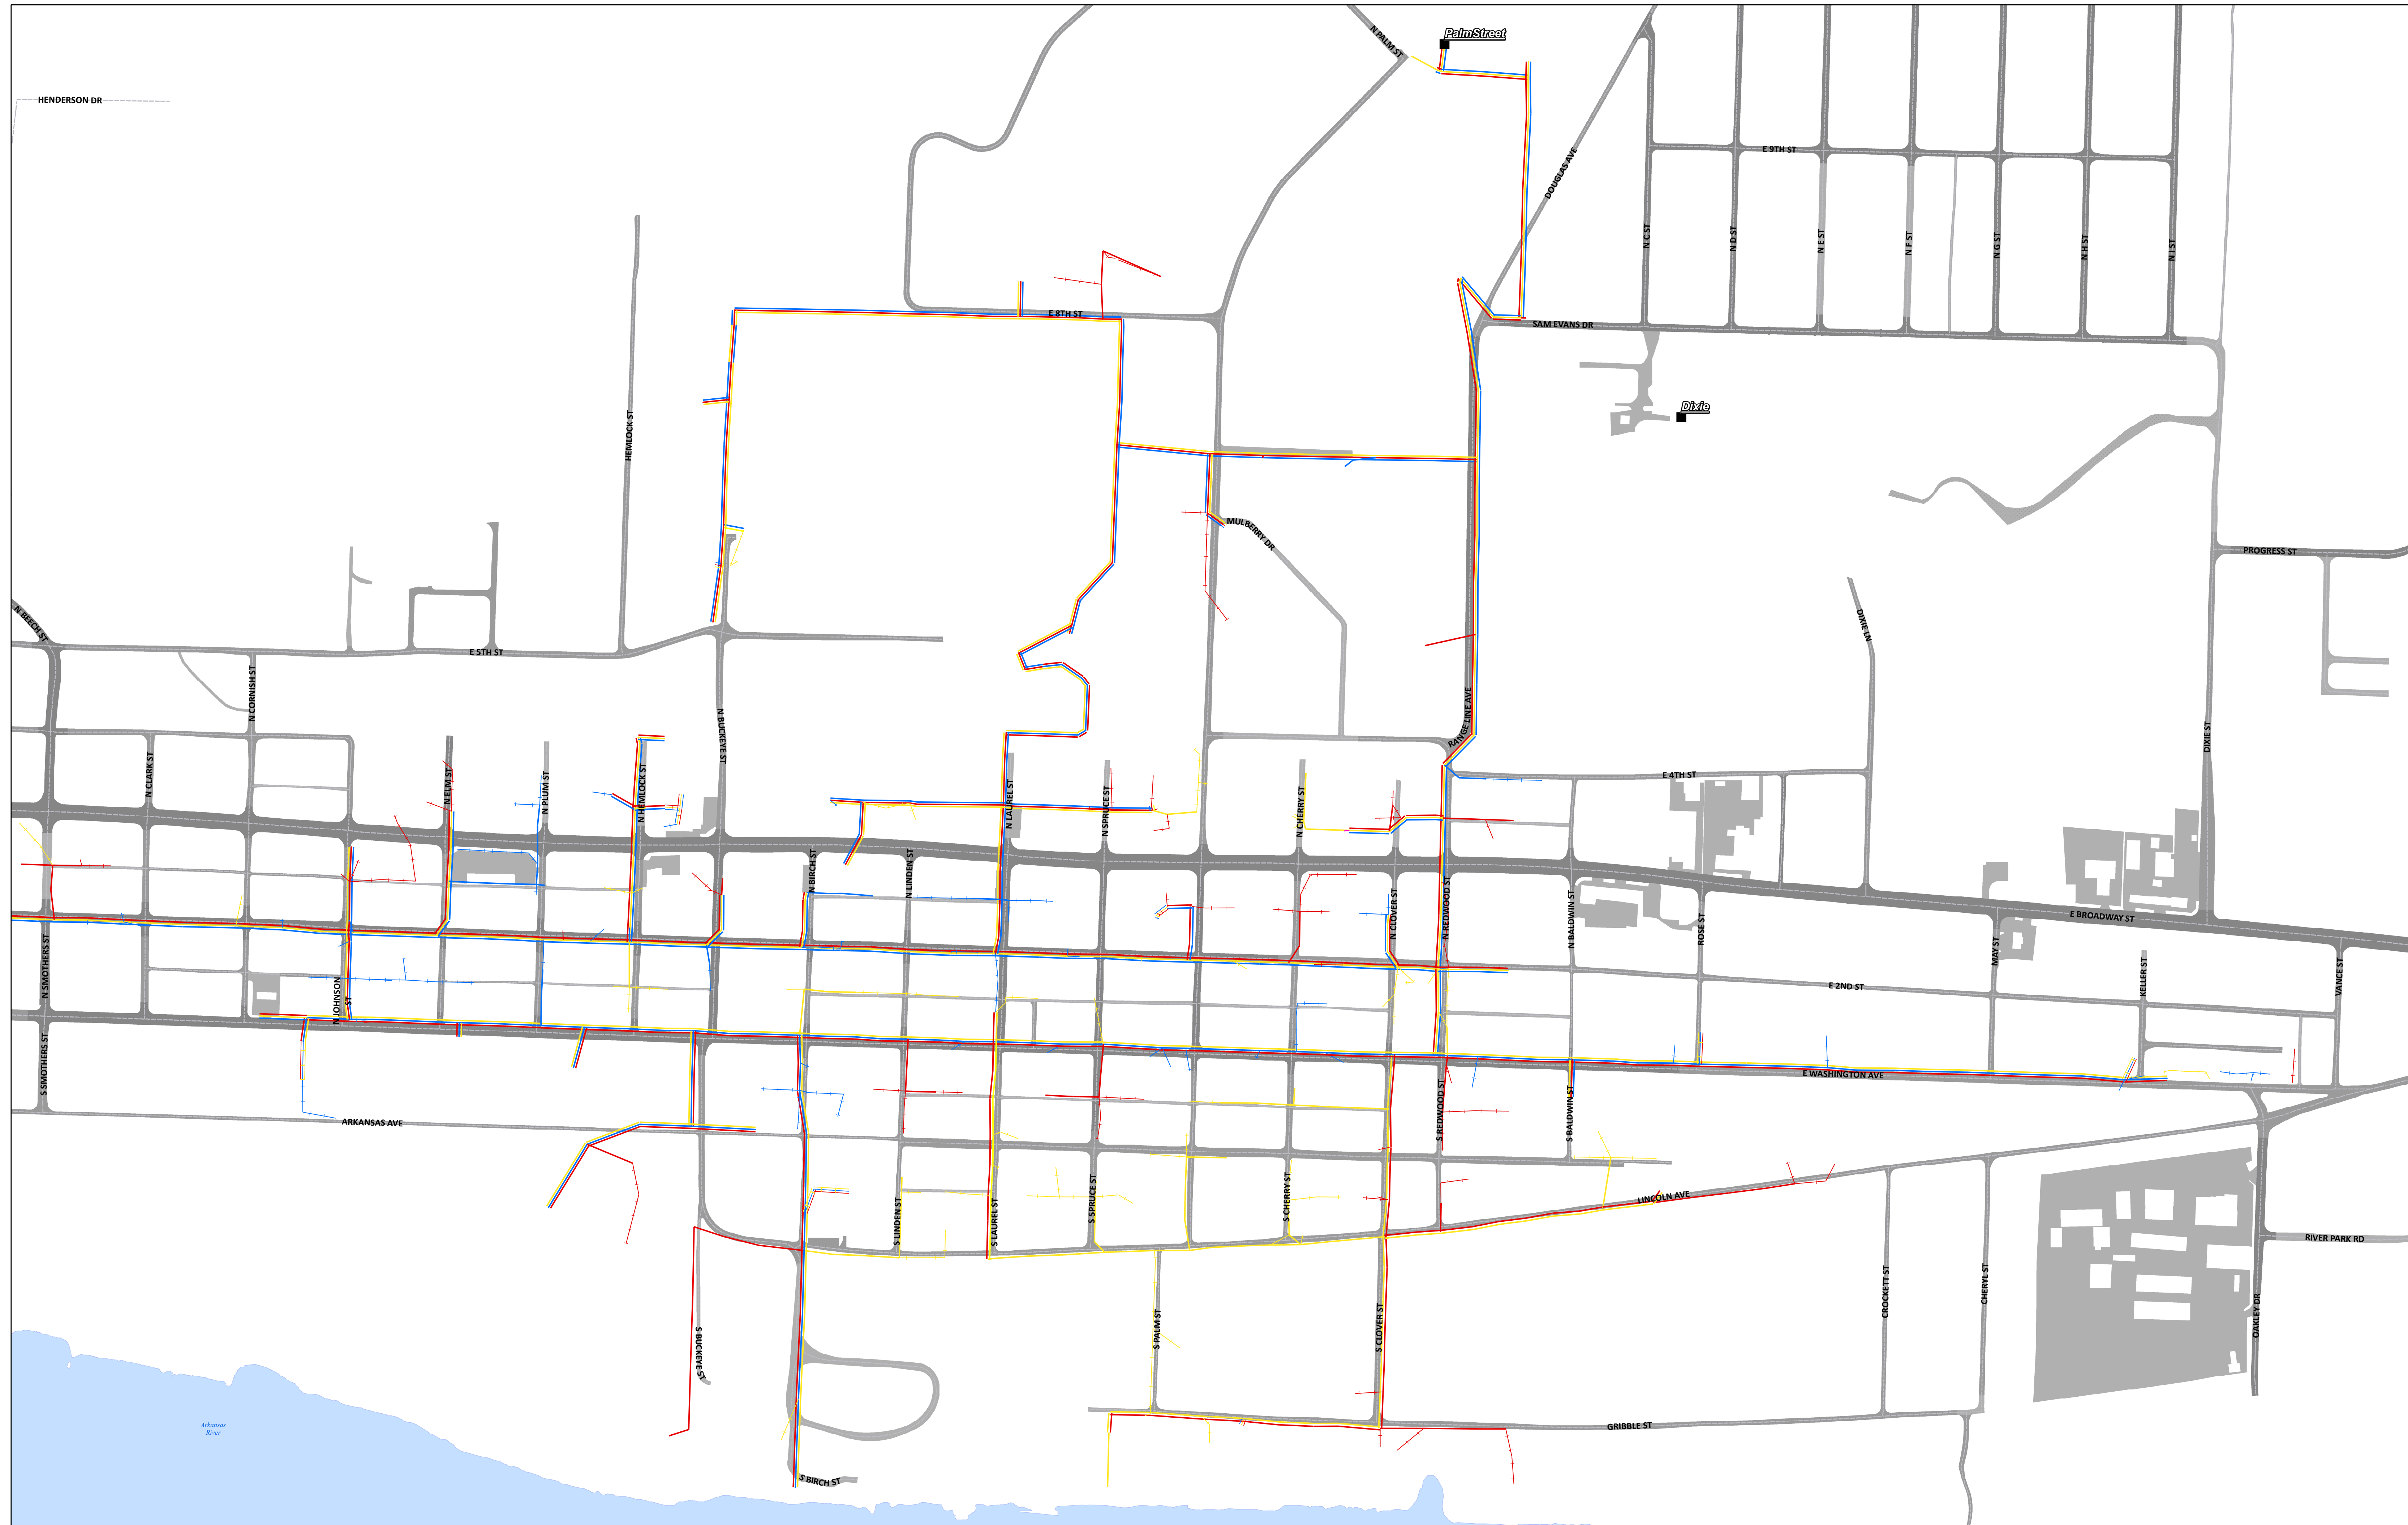 N PALM ST
PalmStreet
HENDERSON DR
E 9TH ST
DOUGLAS AVE
N C ST
N D ST
N E ST
N F ST
N G ST
N H ST
N I ST
E 8TH ST
SAM EVANS DR
Dixie
HEMLOCK ST
MULBERRY DR
PROGRESS ST
N BEECH ST
DIXIE LN
E 5TH ST
N CORNISH ST
N BUCKEYE ST
RANGE LINE AVE
DIXIE ST
N CLARK ST
N ELM ST
N PLUM ST
N HEMLOCK ST
N LAUREL ST
N SPRUCE ST
N CHERRY ST
E 4TH ST
N BIRCH ST
N LINDEN ST
N CLOVER ST
N REDWOOD ST
N BALDWIN ST
ROSE ST
E BROADWAY ST
MAY ST
N SMOTHERS ST
N JOHNSON
ST
E 2ND ST
KELLER ST
VANCE ST
S SMOTHERS ST
E WASHINGTON AVE
ARKANSAS AVE
S REDWOOD ST
S BALDWIN ST
S LINDEN ST
S LAUREL ST
S SPRUCE ST
S CHERRY ST
LINCOLN AVE
RIVER PARK RD
S BUCKEYE ST
S PALM ST
S CLOVER ST
CROCKETT ST
CHERYL ST
OAKLEY DR
Arkansas
River
GRIBBLE ST
S BIRCH ST